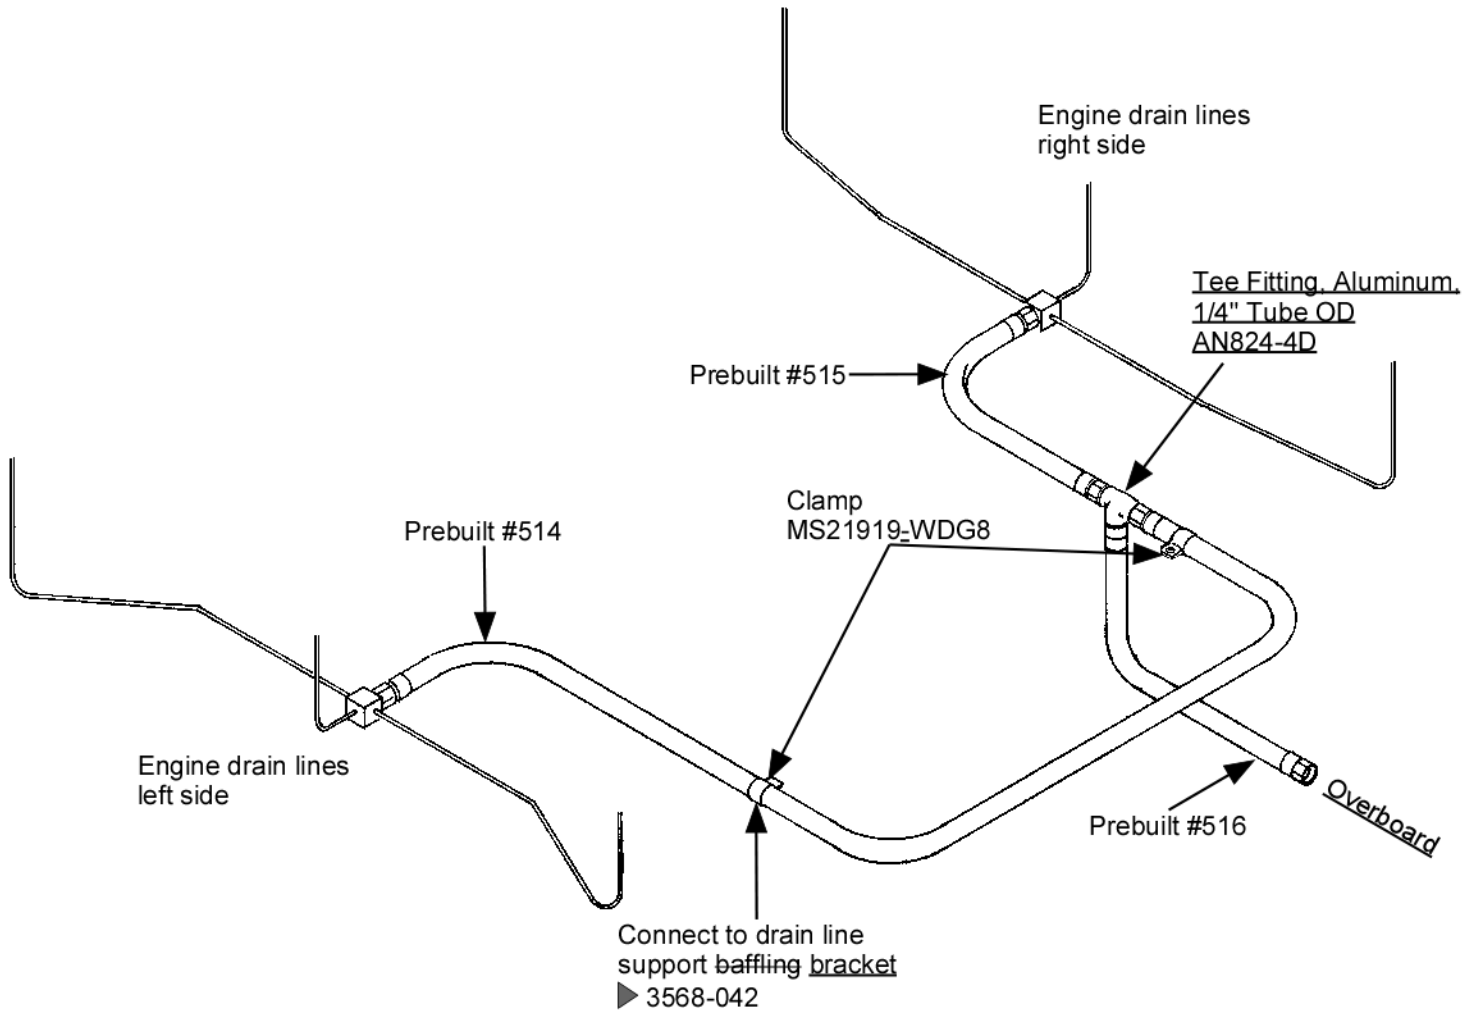 Engine drain lines
right side
Tee Fitting, Aluminum,
1/4" Tube OD
AN824-4D
Prebuilt #515
Clamp
MS21919-WDG8
Prebuilt #514
Engine drain lines
left side
Prebuilt #516
Overboard
Connect to drain line
support baffling bracket
3568-042